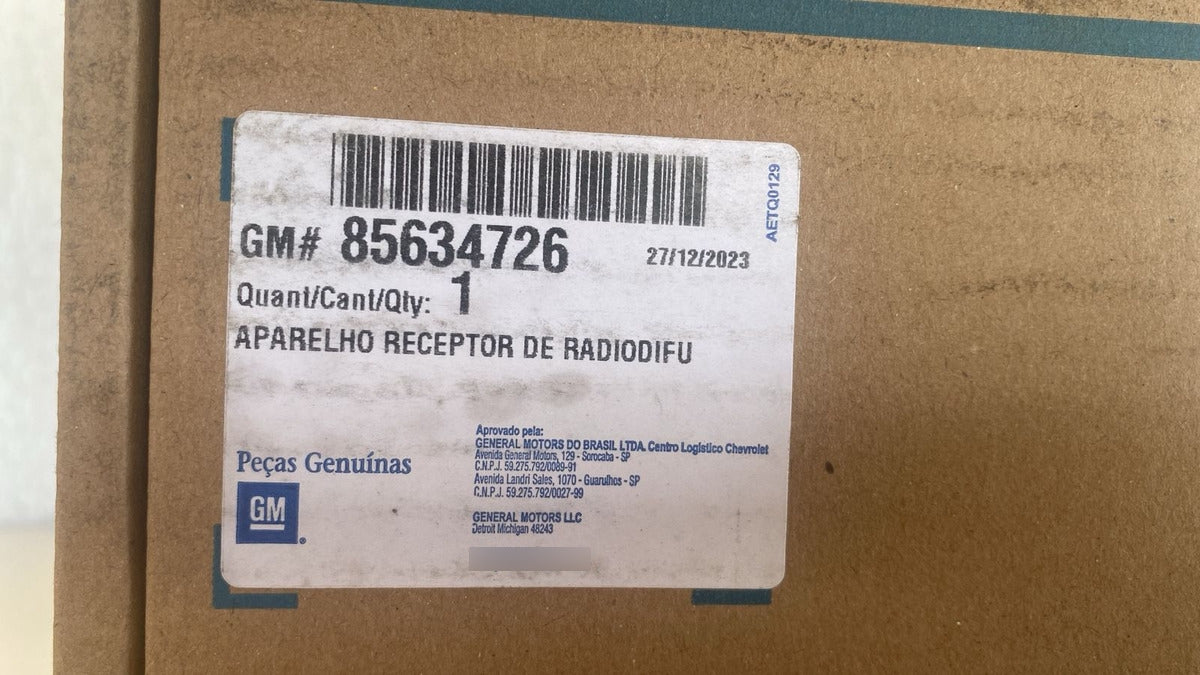 AETQ0129
GM# 85634726
27/12/2023
Quant/Cant/Qty: 1
APARELHO RECEPTOR DE RADIODIFU
Peças Genuínas
GM
Aprovado pela:
GENERAL MOTORS DO BRASIL LTDA. Centro Logístico Chevrolet
Avenida General Motors, 129 - Sorocaba - SP
C.N.P.J. 59.275.792/0089-91
Avenida Landri Sales, 1070 - Guarulhos - SP
C.N.P.J. 59.275.792/0027-99
GENERAL MOTORS LLC
Detroit Michigan 48243